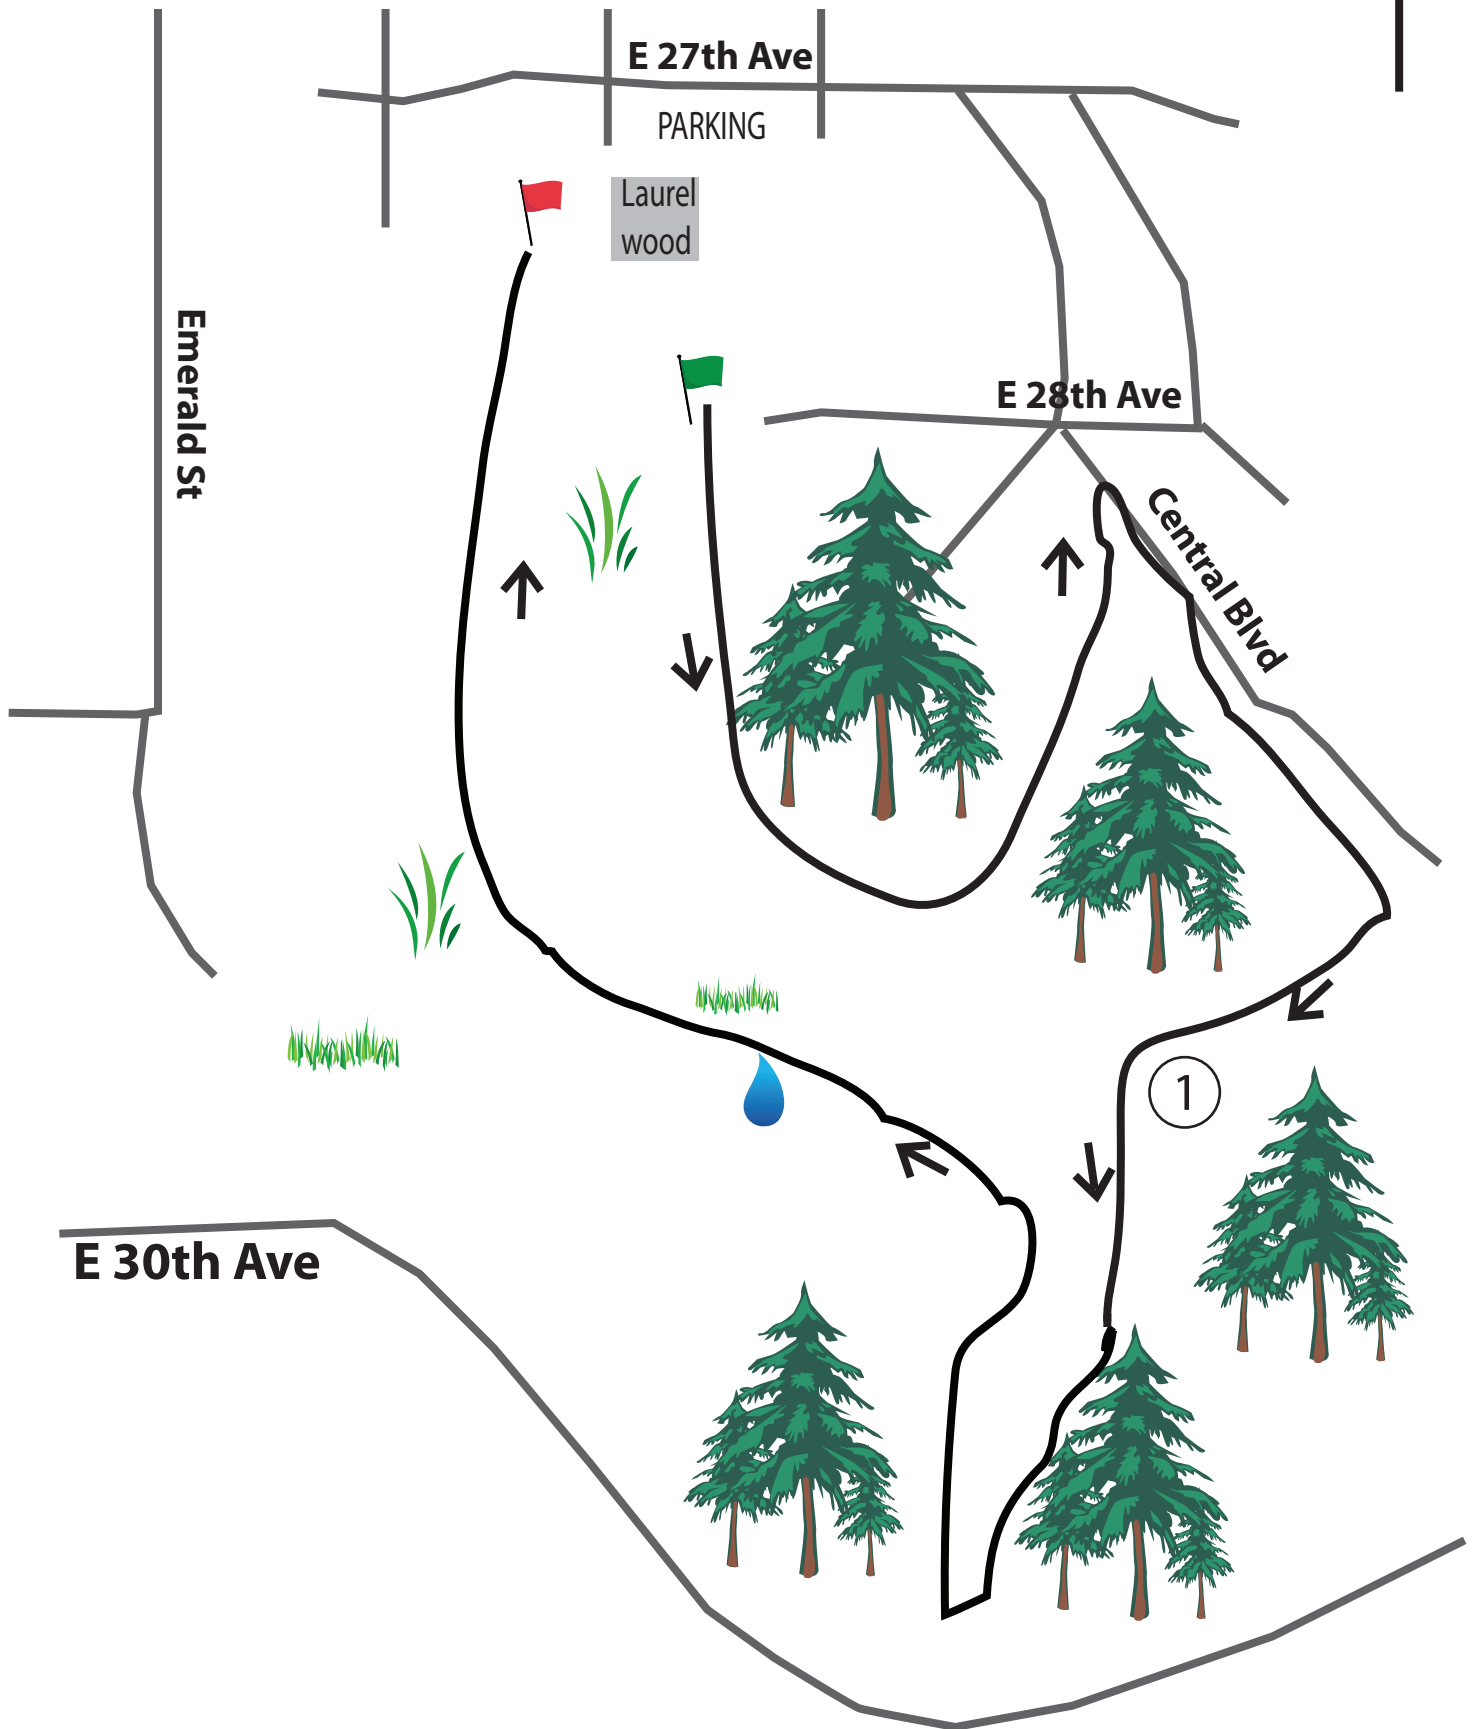 E 27th Ave
PARKING
Laurel
wood
Emerald St
E 28th Ave
Central Blvd
1
E 30th Ave